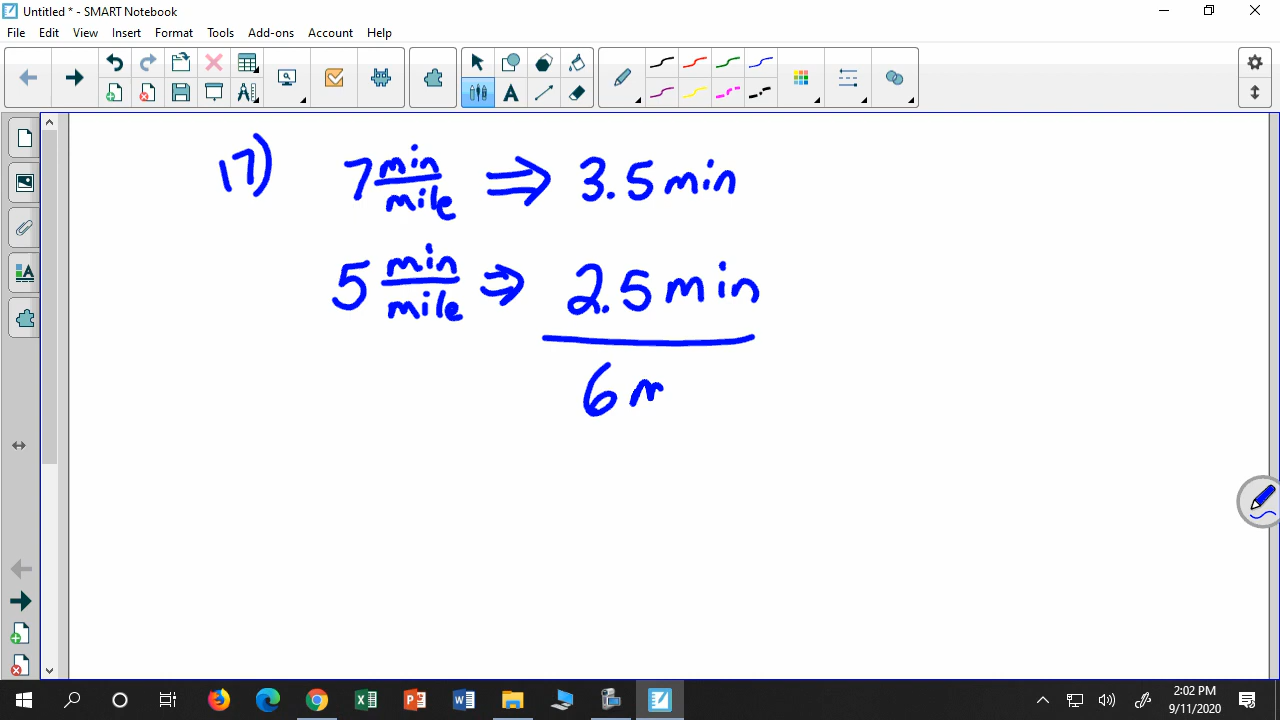 Untitled * - SMART Notebook
File Edit View Insert Format Tools Add-ons Account Help
17) 7 min/mile ⇒ 3.5 min
5 min/mile ⇒ 2.5 min
6 m
2:02 PM
9/11/2020